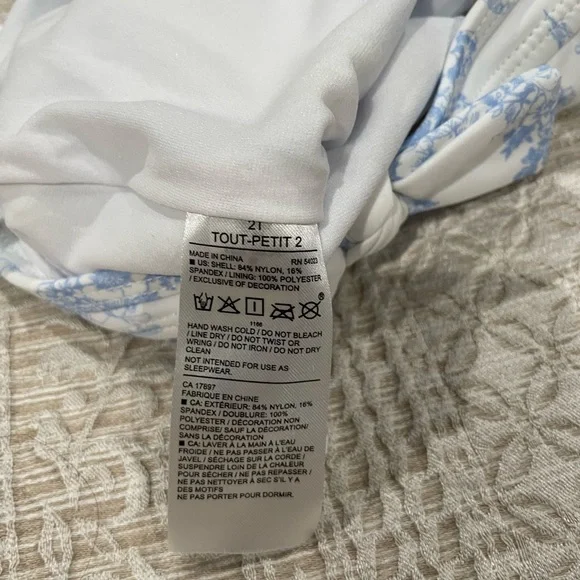 2T
TOUT-PETIT 2
MADE IN CHINA RN 54023
■ US: SHELL: 84% NYLON, 16%
SPANDEX / LINING: 100% POLYESTER
/ EXCLUSIVE OF DECORATION
1166
HAND WASH COLD / DO NOT BLEACH
/ LINE DRY / DO NOT TWIST OR
WRING / DO NOT IRON / DO NOT DRY
CLEAN
NOT INTENDED FOR USE AS
SLEEPWEAR.
CA 17897
FABRIQUE EN CHINE
■ CA: EXTÉRIEUR: 84% NYLON, 16%
SPANDEX / DOUBLURE: 100%
POLYESTER / DÉCORATION NON
COMPRISE/ SAUF LA DÉCORATION/
SANS LA DÉCORATION
■ CA: LAVER À LA MAIN À L'EAU
FROIDE / NE PAS PASSER À L'EAU DE
JAVEL / SÉCHAGE SUR LA CORDE /
SUSPENDRE LOIN DE LA CHALEUR
POUR SÉCHER / NE PAS REPASSER /
NE PAS NETTOYER À SEC S'IL Y A
DES MOTIFS
NE PAS PORTER POUR DORMIR.